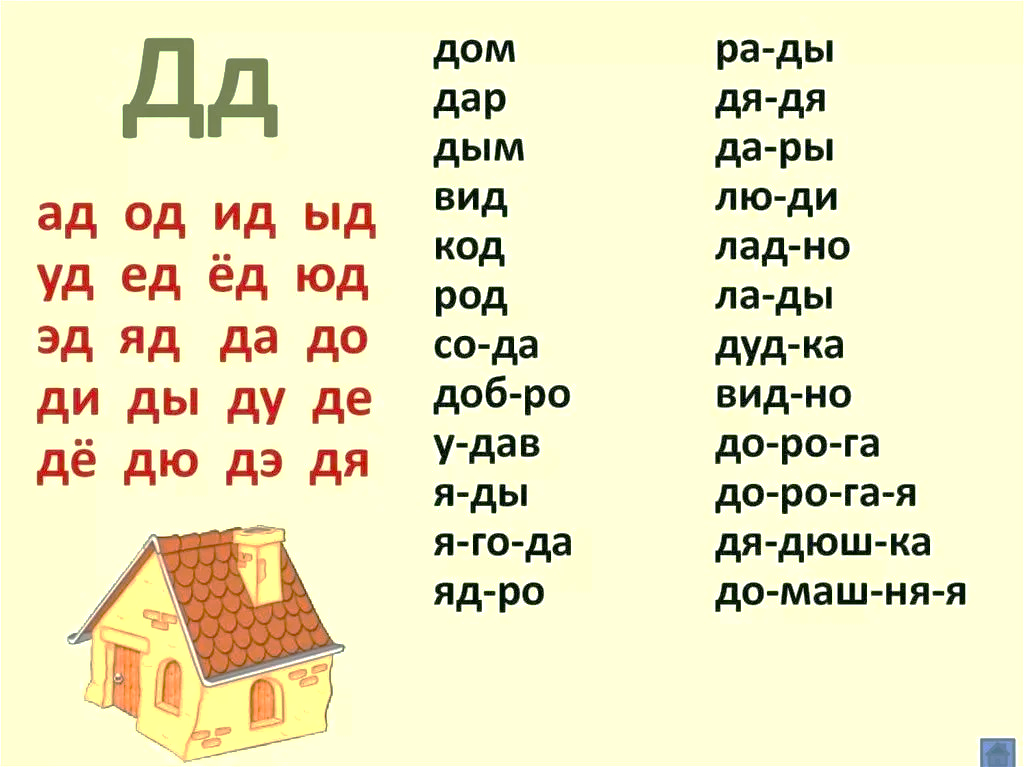 Дд
ад од ид ыд
уд ед ёд юд
эд яд да до
ди ды ду де
дё дю дэ дя
дом
дар
дым
вид
код
род
со-да
доб-ро
у-дав
я-ды
я-го-да
яд-ро
ра-ды
дя-дя
да-ры
лю-ди
лад-но
ла-ды
дуд-ка
вид-но
до-ро-га
до-ро-га-я
дя-дюш-ка
до-маш-ня-я